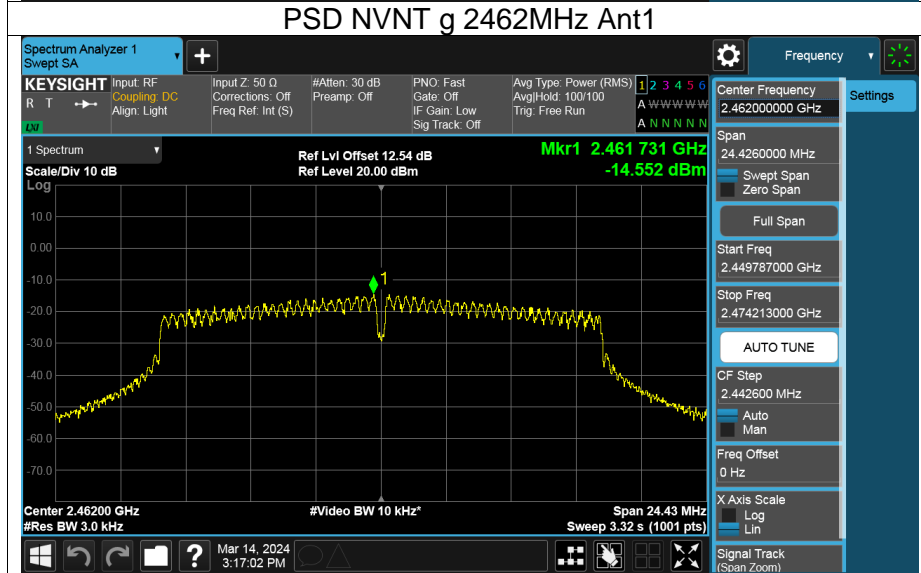 PSD NVNT g 2462MHz Ant1
Spectrum Analyzer 1
Swept SA
+
Frequency
KEYSIGHT
R T
LXI
Input: RF
Coupling: DC
Align: Light
Input Z: 50 Ω
Corrections: Off
Freq Ref: Int (S)
#Atten: 30 dB
Preamp: Off
PNO: Fast
Gate: Off
IF Gain: Low
Sig Track: Off
Avg Type: Power (RMS)
Avg|Hold: 100/100
Trig: Free Run
1 2 3 4 5 6
A W W W W W
A N N N N N
1 Spectrum
Scale/Div 10 dB
Log
Ref Lvl Offset 12.54 dB
Ref Level 20.00 dBm
Mkr1 2.461 731 GHz
-14.552 dBm
10.0
0.00
-10.0
-20.0
-30.0
-40.0
-50.0
-60.0
-70.0
1
Center 2.46200 GHz
#Res BW 3.0 kHz
#Video BW 10 kHz*
Span 24.43 MHz
Sweep 3.32 s (1001 pts)
Center Frequency
2.462000000 GHz
Settings
Span
24.4260000 MHz
Swept Span
Zero Span
Full Span
Start Freq
2.449787000 GHz
Stop Freq
2.474213000 GHz
AUTO TUNE
CF Step
2.442600 MHz
Auto
Man
Freq Offset
0 Hz
X Axis Scale
Log
Lin
Signal Track
(Span Zoom)
?
Mar 14, 2024
3:17:02 PM